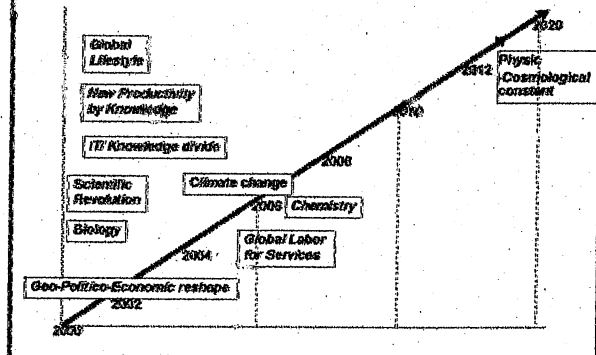 2020
Global
Lifestyle
2012
Physic
-Cosmological
constant
New Productivity
by Knowledge
2010
IT/ Knowledge divide
2008
Scientific
Revolution
Climate change
2006
Chemistry
Biology
Global Labor
for Services
2004
Geo-Politico-Economic reshape
2002
2000